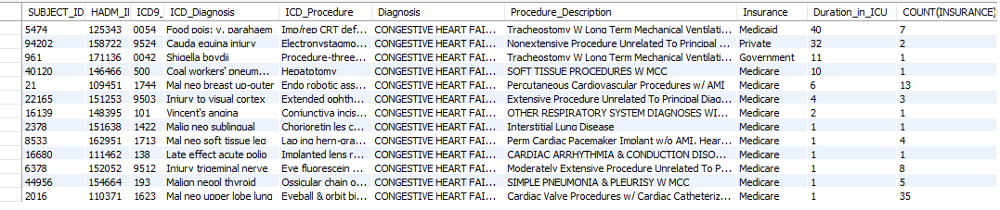 SUBJECT_ID HADM_II ICD9_ ICD_Diagnosis ICD_Procedure Diagnosis Procedure_Description Insurance Duration_in_ICU COUNT(INSURANCE)
5474 125343 0054 Food pois: v. parahaem Imp/rep CRT def... CONGESTIVE HEART FAI... Tracheostomy W Long Term Mechanical Ventilati... Medicaid 40 7
94202 158722 9524 Cauda equina injury Electronystagmo... CONGESTIVE HEART FAI... Nonextensive Procedure Unrelated To Principal ... Private 32 2
961 171136 0042 Shigella boydii Procedure-three... CONGESTIVE HEART FAI... Tracheostomy W Long Term Mechanical Ventilati... Government 11 1
40120 146466 500 Coal workers' pneum... Hepatotomy CONGESTIVE HEART FAI... SOFT TISSUE PROCEDURES W MCC Medicare 10 1
21 109451 1744 Mal neo breast up-outer Endo robotic ass... CONGESTIVE HEART FAI... Percutaneous Cardiovascular Procedures w/ AMI Medicare 6 13
22165 151253 9503 Injury to visual cortex Extended ophth... CONGESTIVE HEART FAI... Extensive Procedure Unrelated To Principal Diag... Medicare 4 3
16139 148395 101 Vincent's angina Conjunctiva incis... CONGESTIVE HEART FAI... OTHER RESPIRATORY SYSTEM DIAGNOSES WI... Medicare 2 1
2378 151638 1422 Malig neo sublingual Chorioretin les c... CONGESTIVE HEART FAI... Interstitial Lung Disease Medicare 1 1
8533 162951 1713 Mal neo soft tissue leg Lap ing hern-gra... CONGESTIVE HEART FAI... Perm Cardiac Pacemaker Implant w/o AMI, Hear... Medicare 1 4
16680 111462 138 Late effect acute polio Implanted lens r... CONGESTIVE HEART FAI... CARDIAC ARRHYTHMIA & CONDUCTION DISO... Medicare 1 1
6378 152052 9512 Injury trigeminal nerve Eye fluorescein ... CONGESTIVE HEART FAI... Moderately Extensive Procedure Unrelated To P... Medicare 1 8
44956 154664 193 Malign neopl thyroid Ossicular chain o... CONGESTIVE HEART FAI... SIMPLE PNEUMONIA & PLEURISY W MCC Medicare 1 5
2016 110371 1623 Mal neo upper lobe lung Eyeball & orbit bi... CONGESTIVE HEART FAI... Cardiac Valve Procedures w/ Cardiac Catheteriz... Medicare 1 35